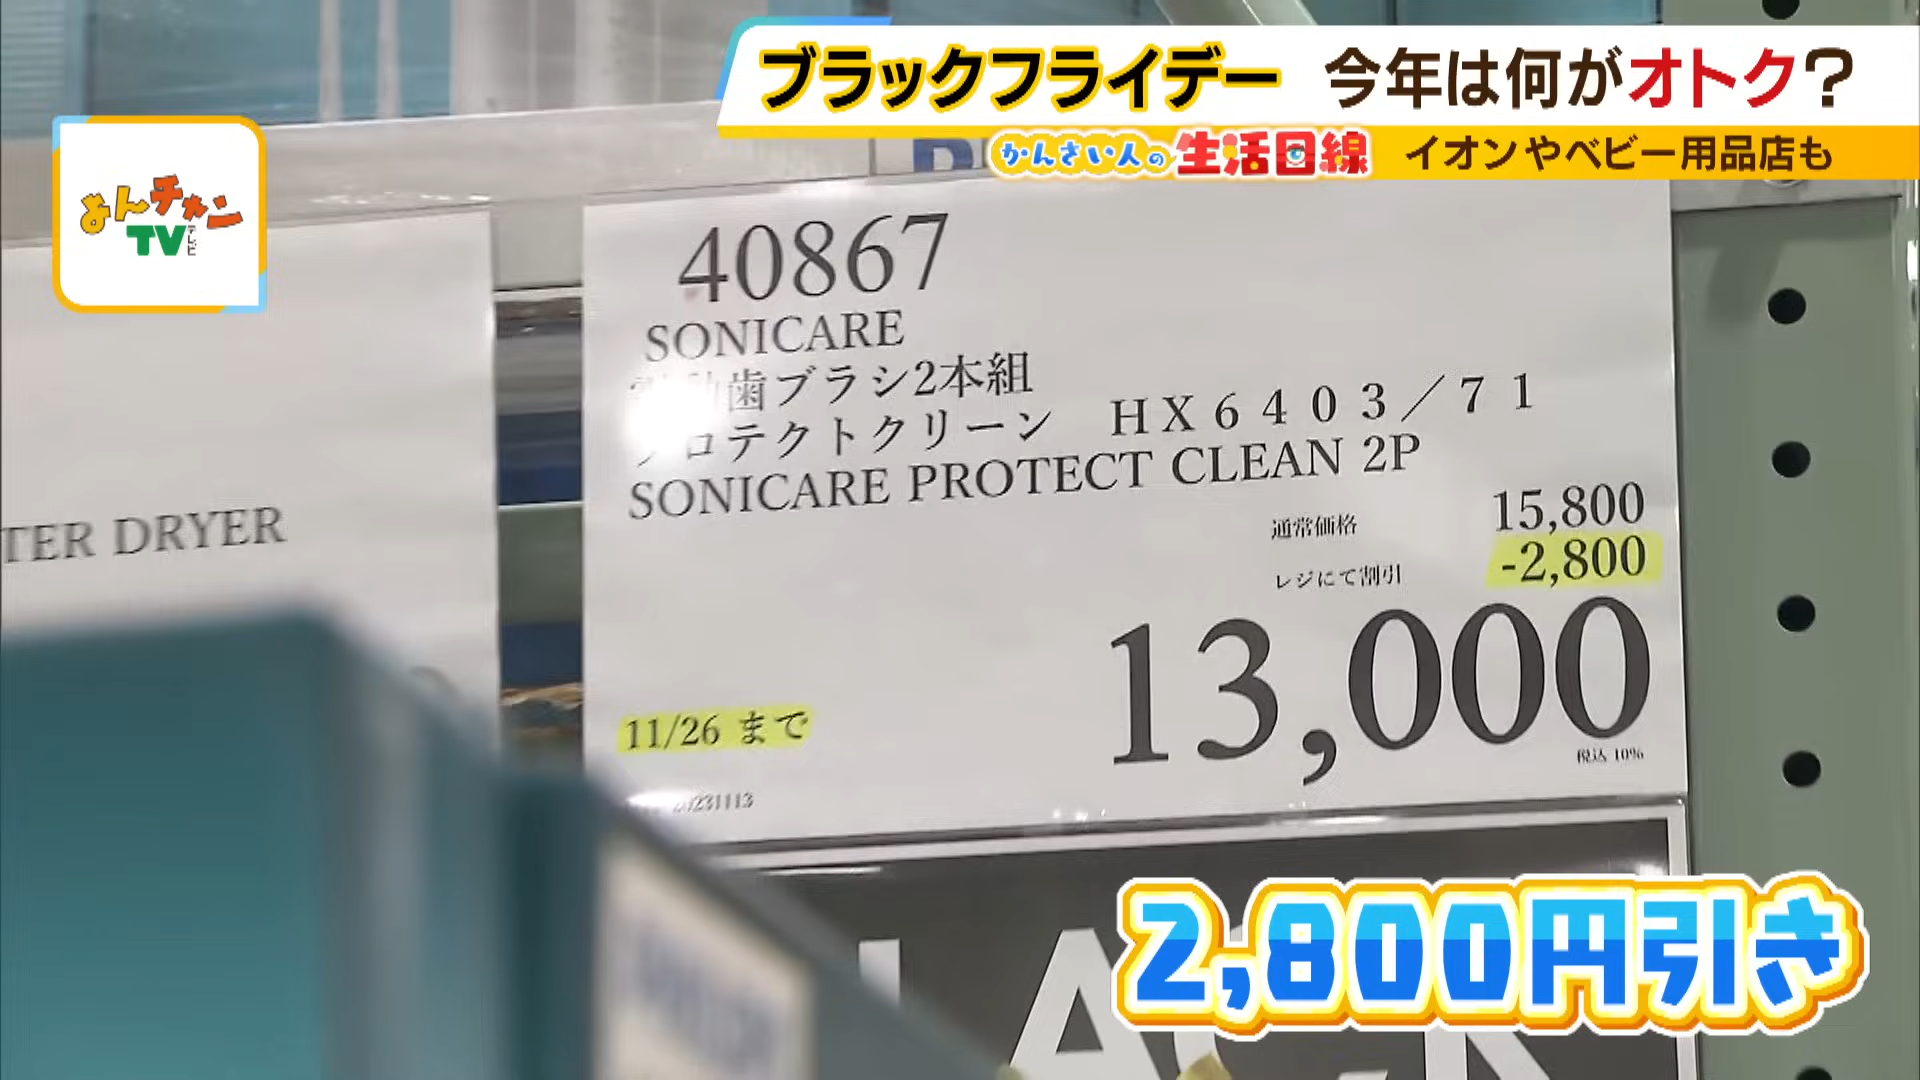 ブラックフライデー 今年は何がオトク？
かんさい人の生活目線 イオンやベビー用品店も
よんチャンTV
テレビ
40867
SONICARE
歯ブラシ2本組
ロテクトクリーン HX6403／71
SONICARE PROTECT CLEAN 2P
通常価格 15,800
レジにて割引 -2,800
13,000
税込 10%
11/26 まで
20231113
TER DRYER
2,800円引き